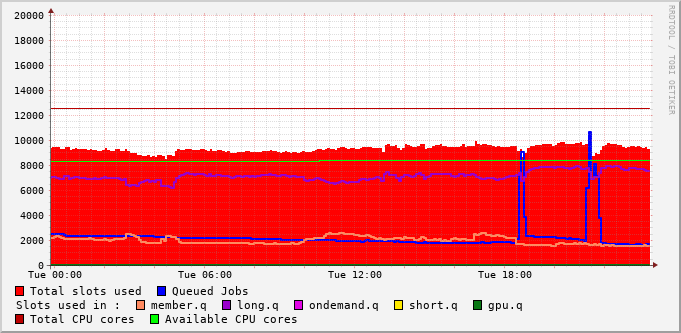 20000
18000
16000
14000
12000
10000
8000
6000
4000
2000
0
Tue 00:00 Tue 06:00 Tue 12:00 Tue 18:00
RRDTOOL / TOBI OETIKER
Total slots used Queued Jobs
Slots used in : member.q long.q ondemand.q short.q gpu.q
Total CPU cores Available CPU cores